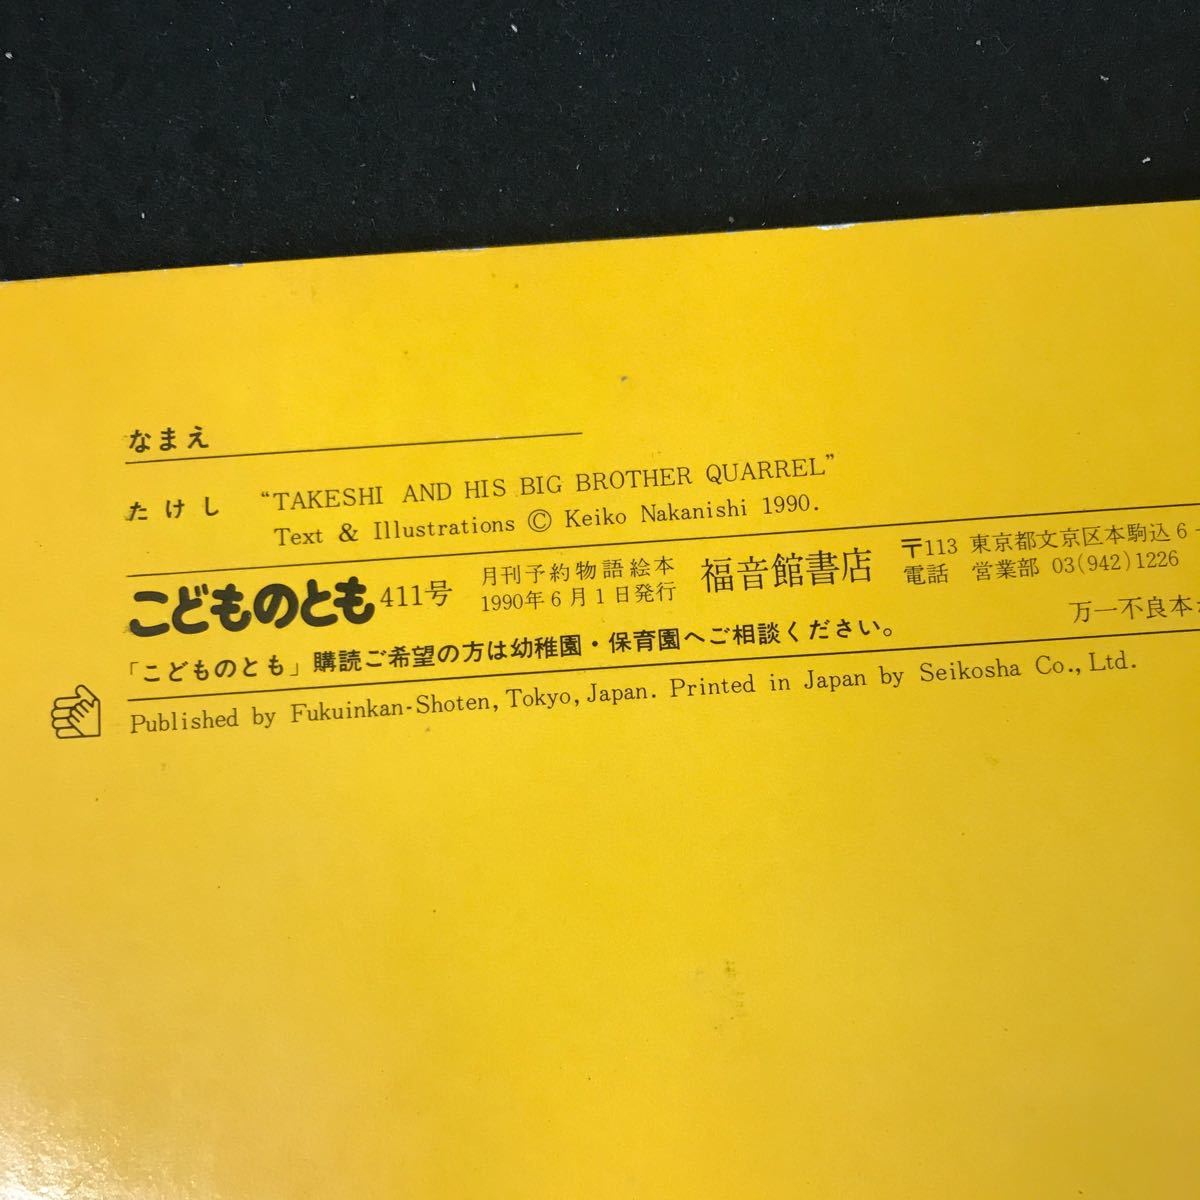 なまえ
たけし “TAKESHI AND HIS BIG BROTHER QUARREL”
Text & Illustrations © Keiko Nakanishi 1990.
こどものとも 411号
月刊予約物語絵本
1990年6月1日発行
福音館書店
〒113 東京都文京区本駒込6-
電話 営業部 03(942)1226
万一不良本
「こどものとも」購読ご希望の方は幼稚園・保育園へご相談ください。
Published by Fukuinkan-Shoten, Tokyo, Japan. Printed in Japan by Seikosha Co., Ltd.